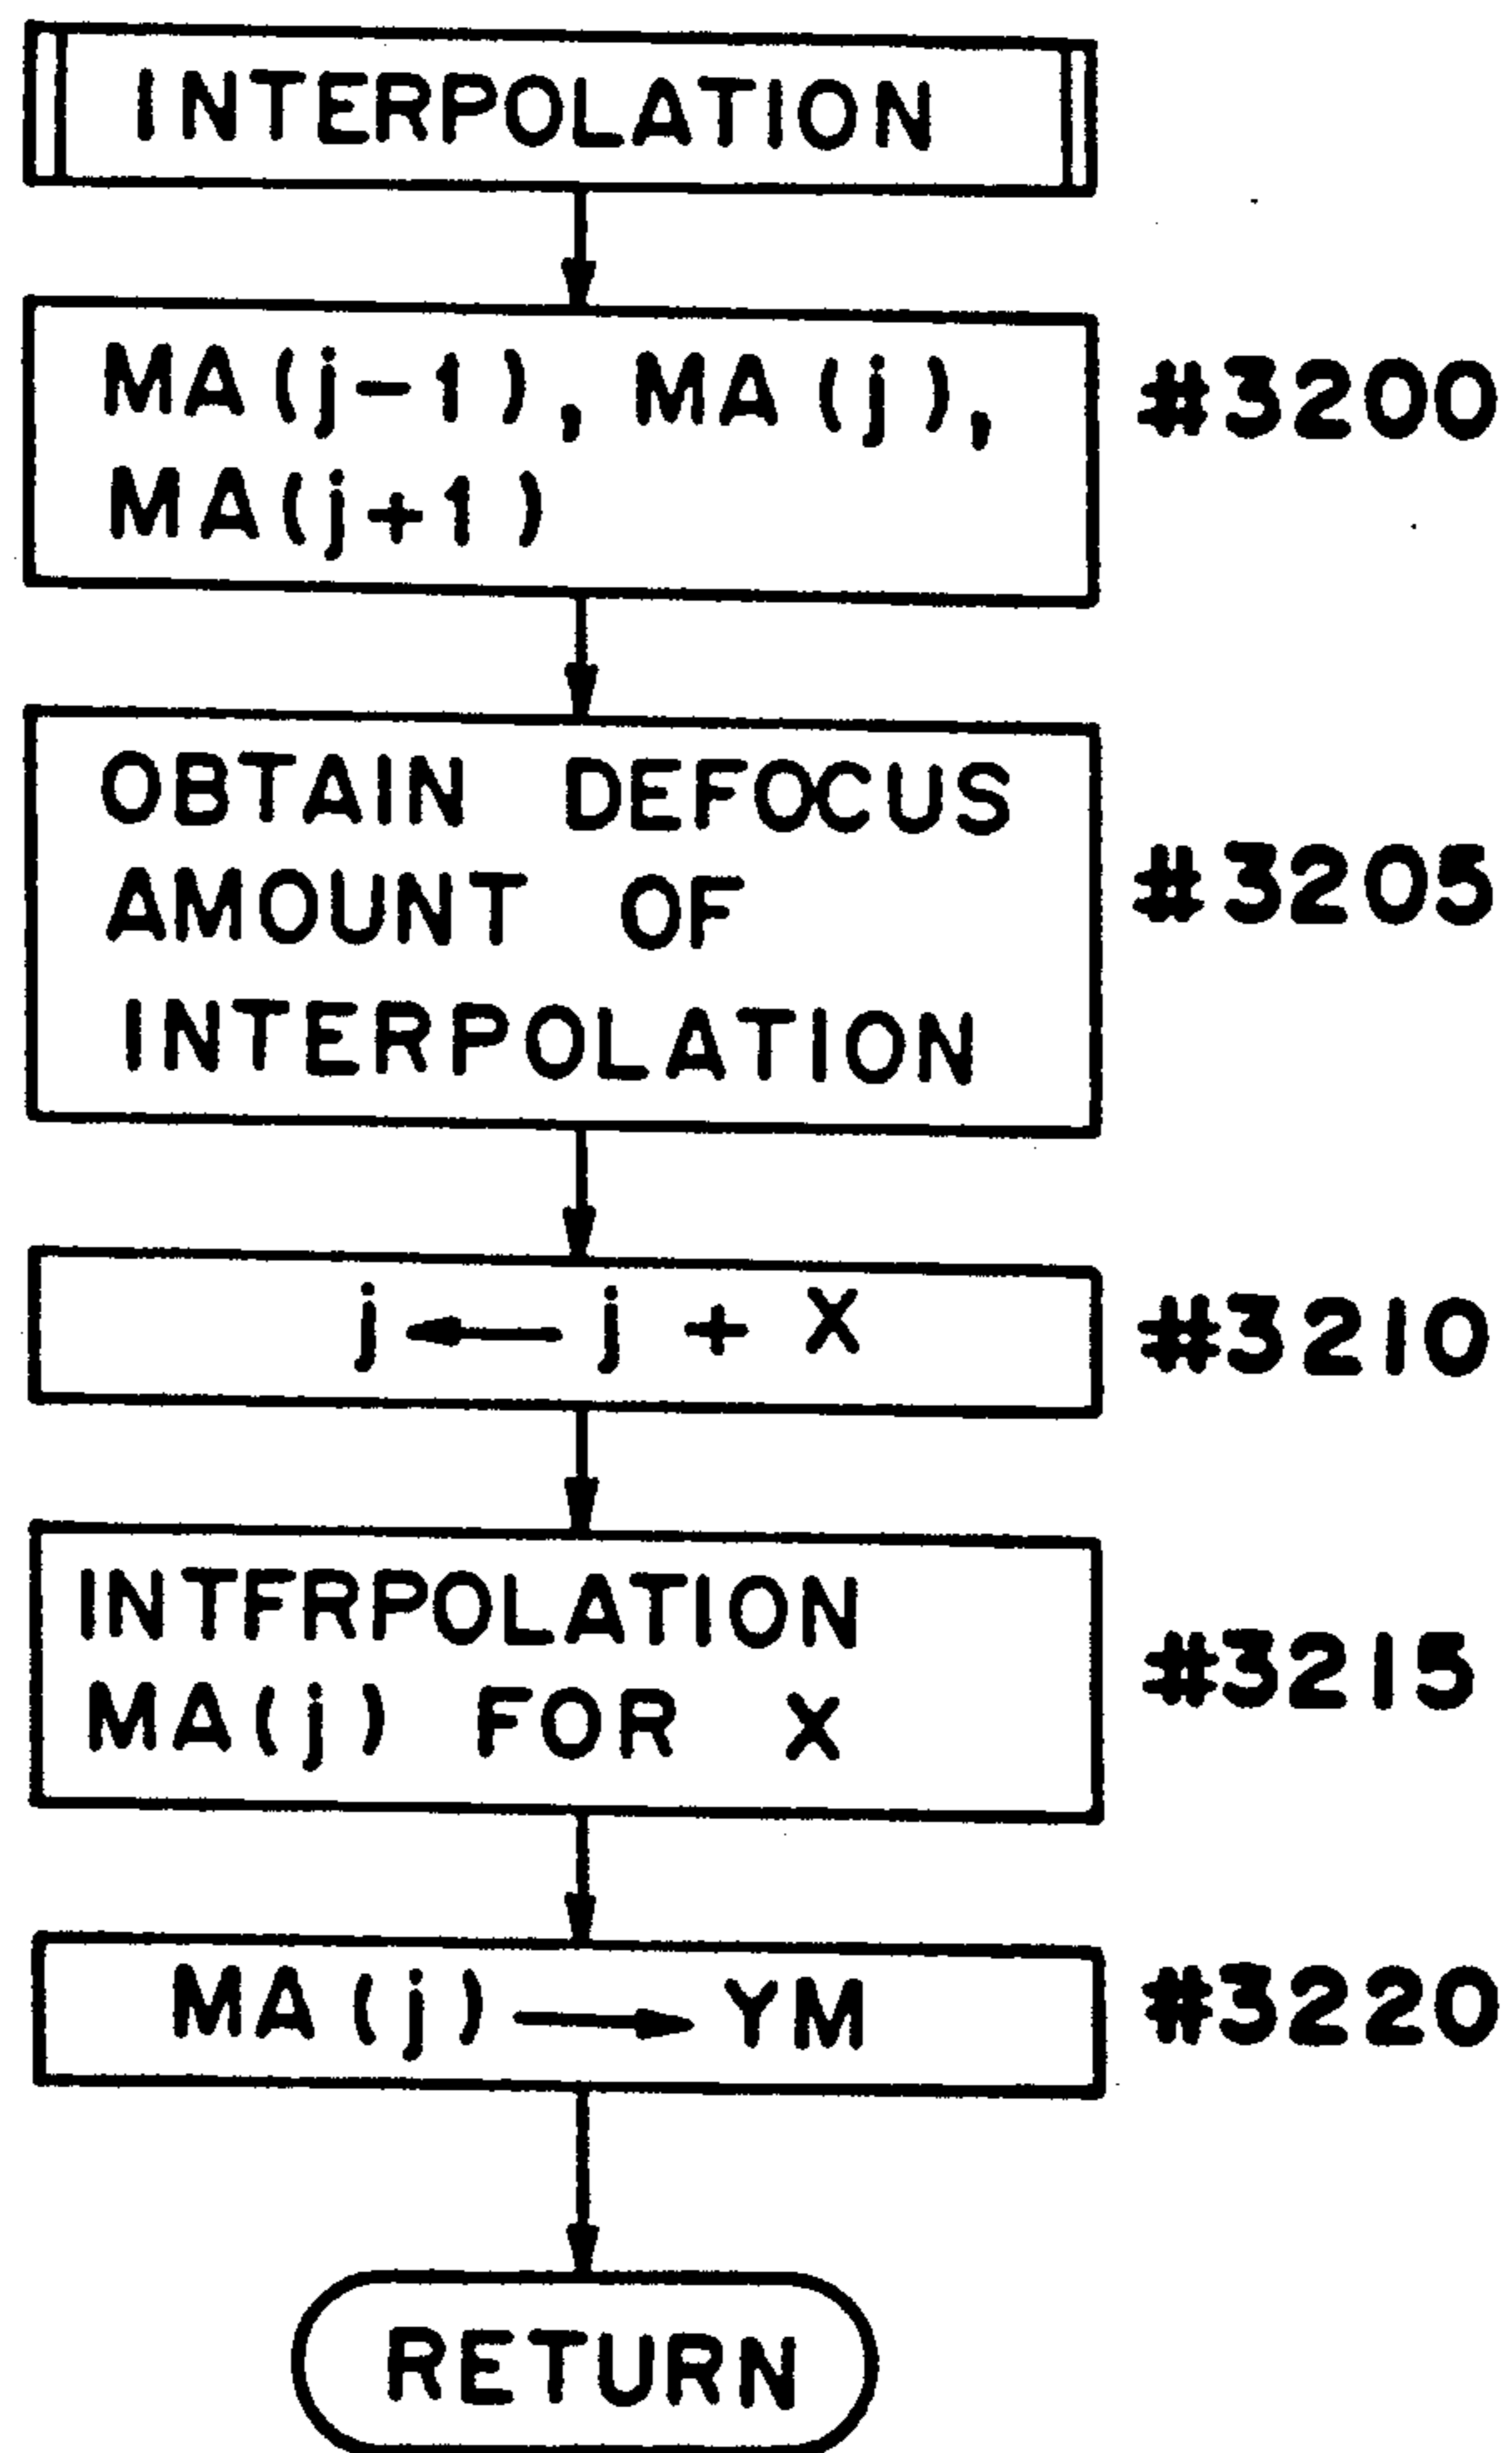 INTERPOLATION
MA(j-1), MA(j),
MA(j+1)
#3200
OBTAIN DEFOCUS
AMOUNT OF
INTERPOLATION
#3205
j ← j + X
#3210
INTFRPOLATION
MA(j) FOR X
#3215
MA(j) → YM
#3220
RETURN